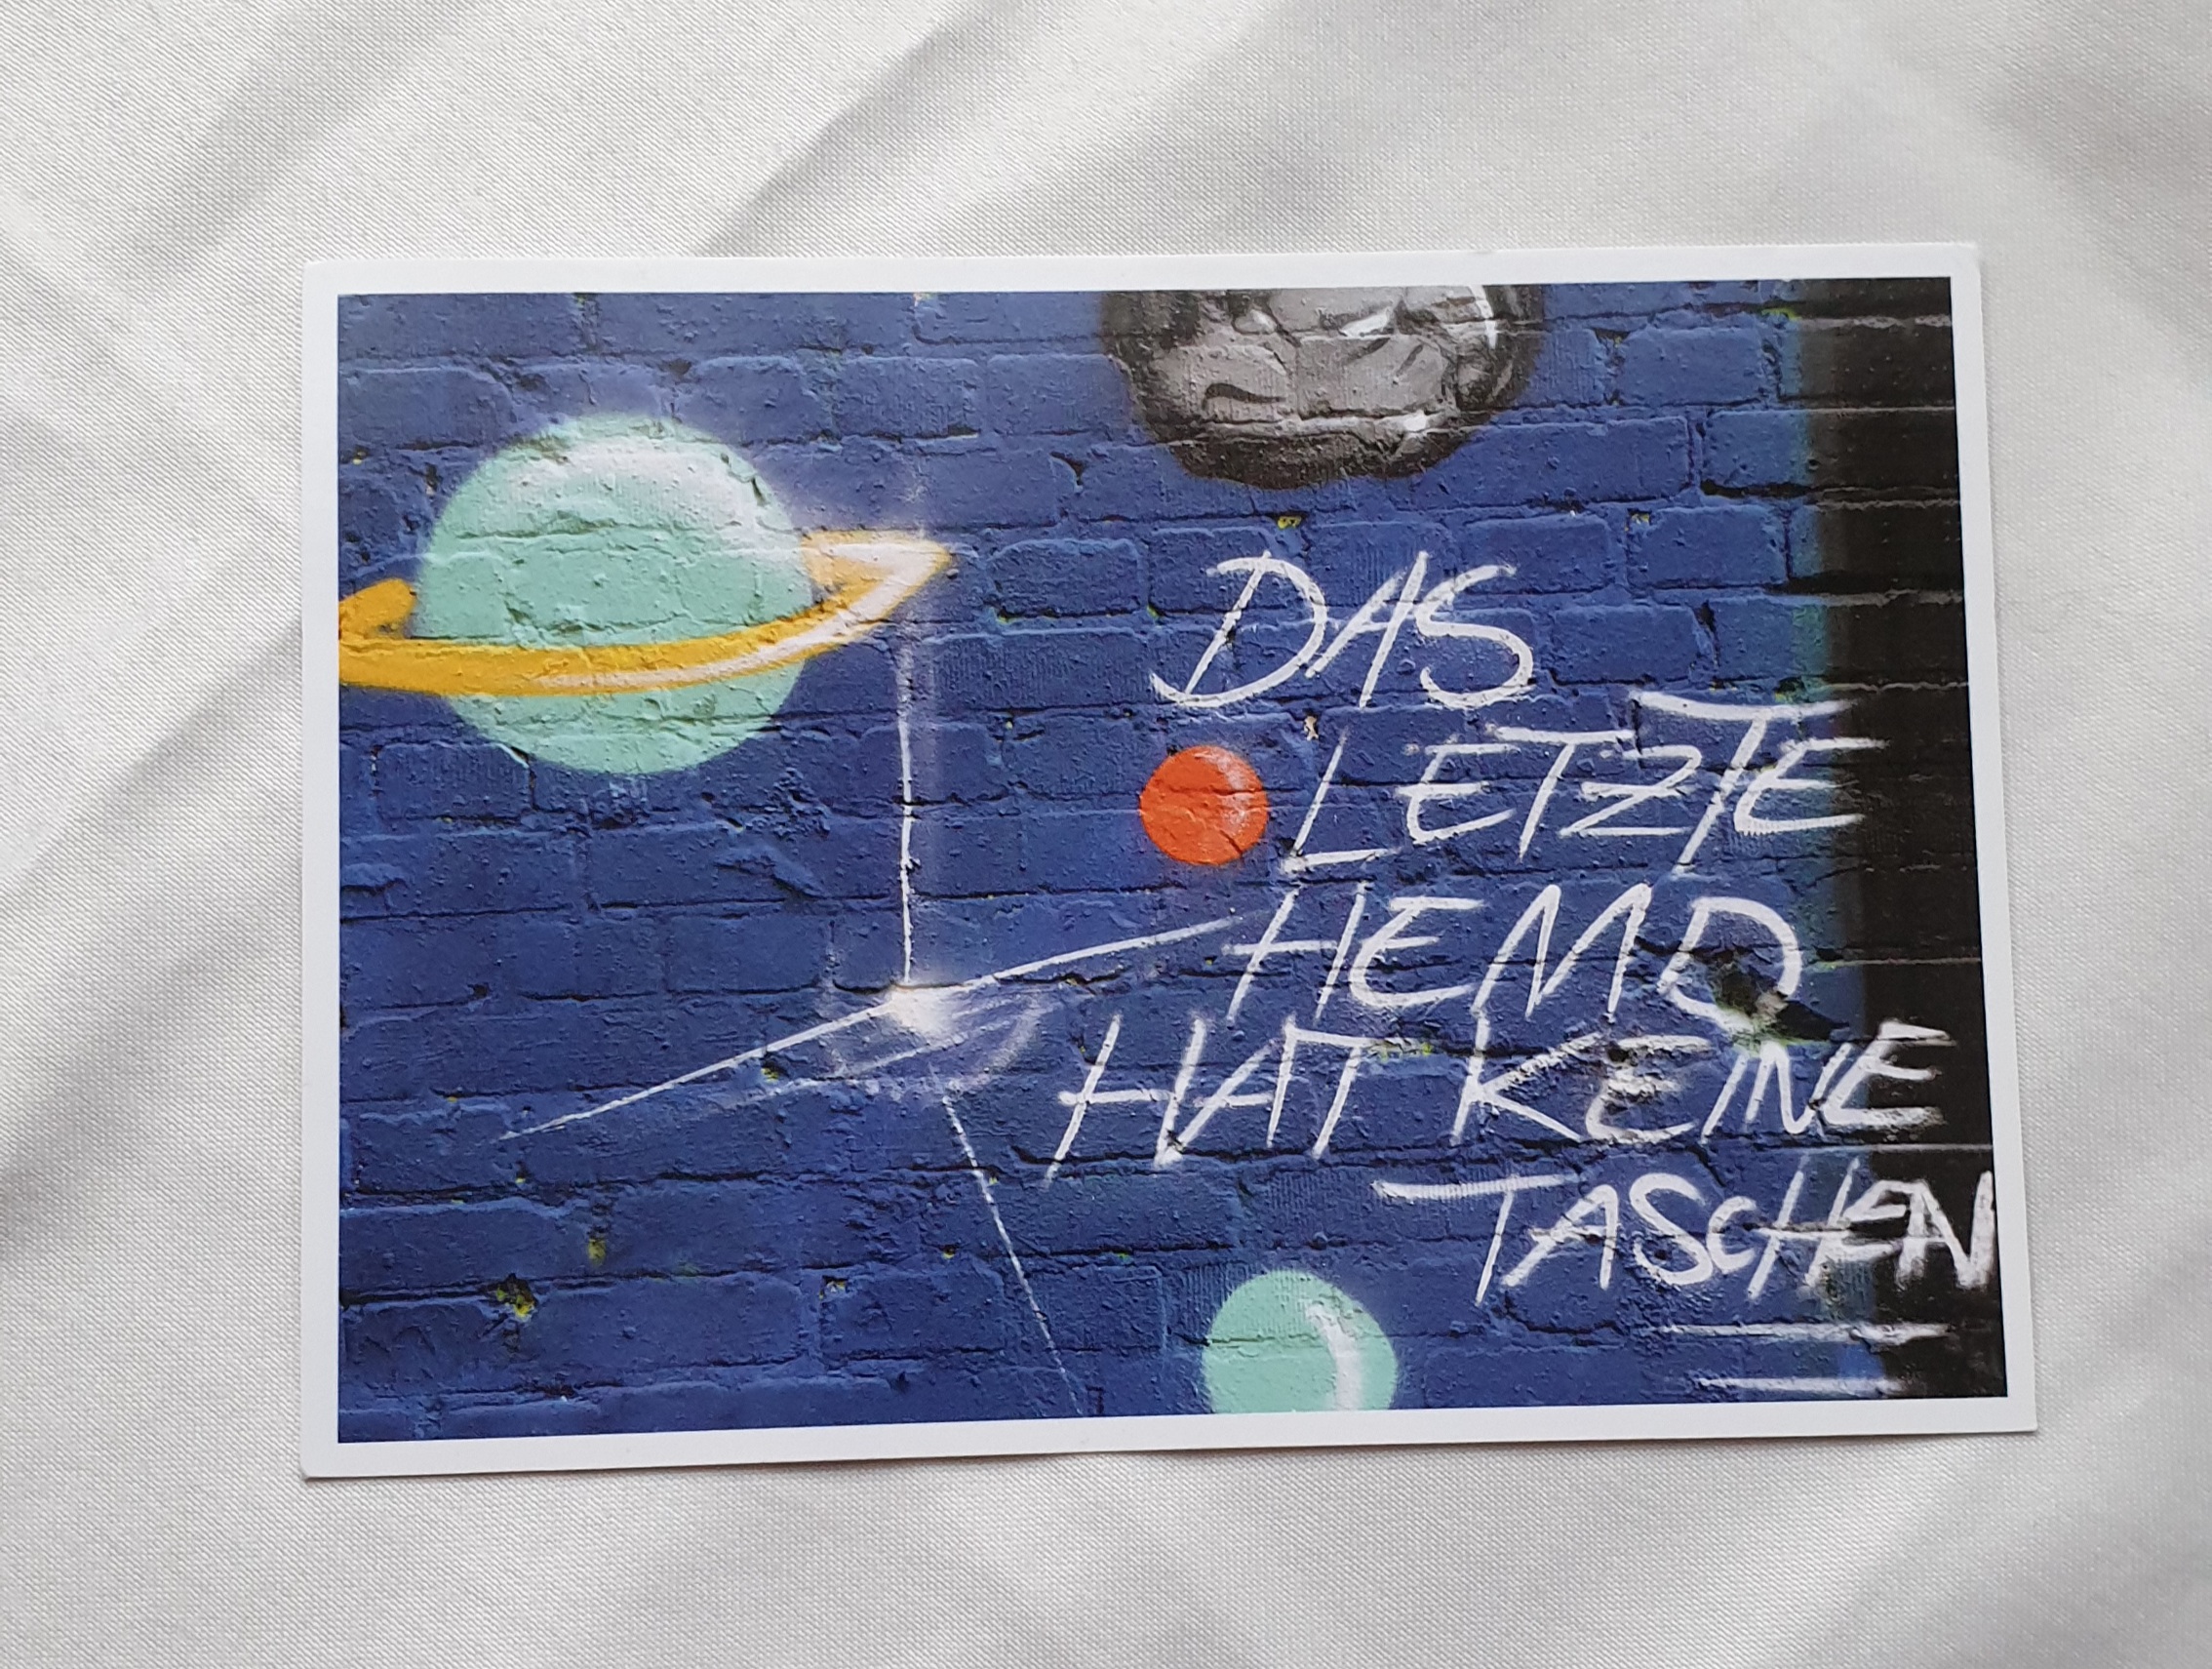 DAS
LETZTE
HEMD
HAT KEINE
TASCHEN